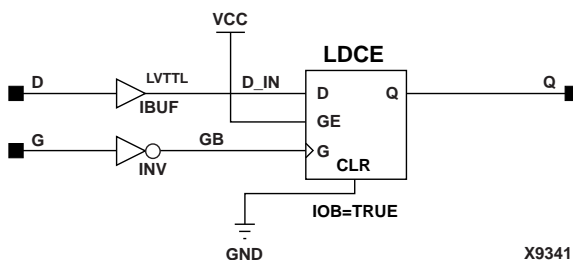 VCC
LDCE
D
LVTTL
D_IN
D
Q
Q
IBUF
GE
G
GB
G
INV
CLR
IOB=TRUE
GND
X9341